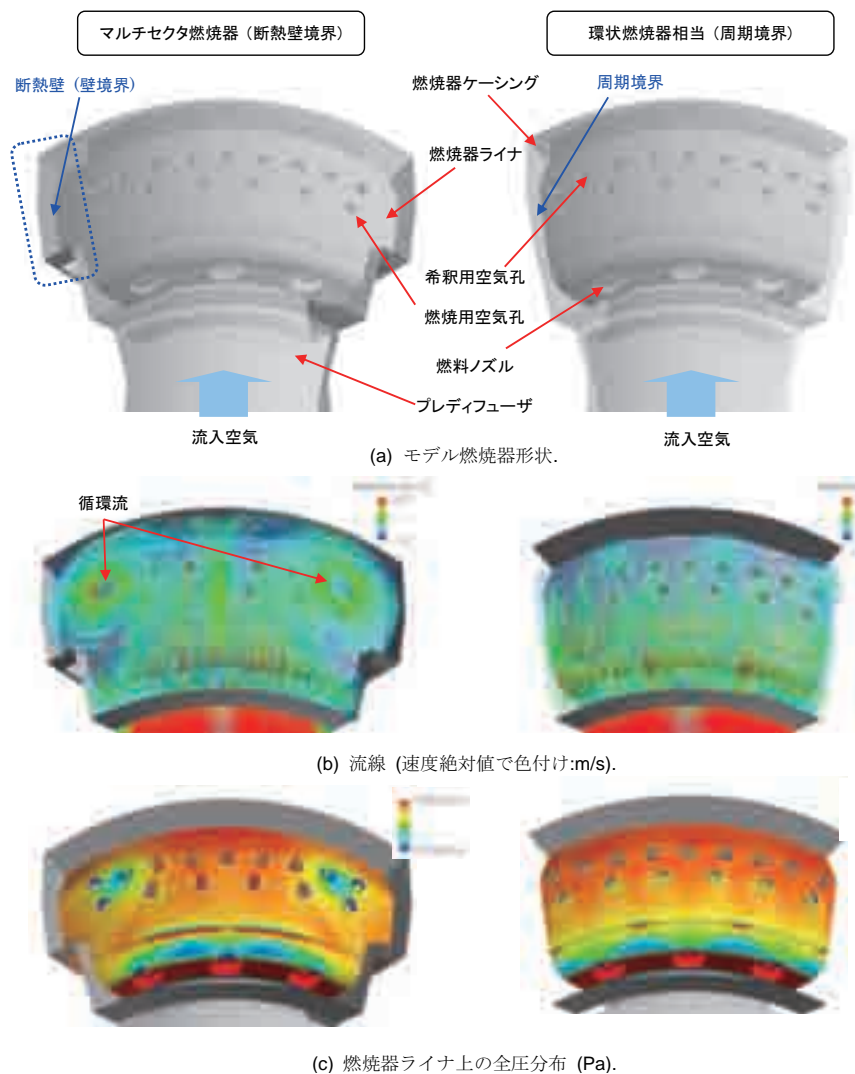 マルチセクタ燃焼器 (断熱壁境界)
環状燃焼器相当 (周期境界)
断熱壁 (壁境界)
燃焼器ケーシング
周期境界
燃焼器ライナ
希釈用空気孔
燃焼用空気孔
燃料ノズル
プレディフューザ
流入空気
流入空気
(a) モデル燃焼器形状.
循環流
(b) 流線 (速度絶対値で色付け:m/s).
(c) 燃焼器ライナ上の全圧分布 (Pa).